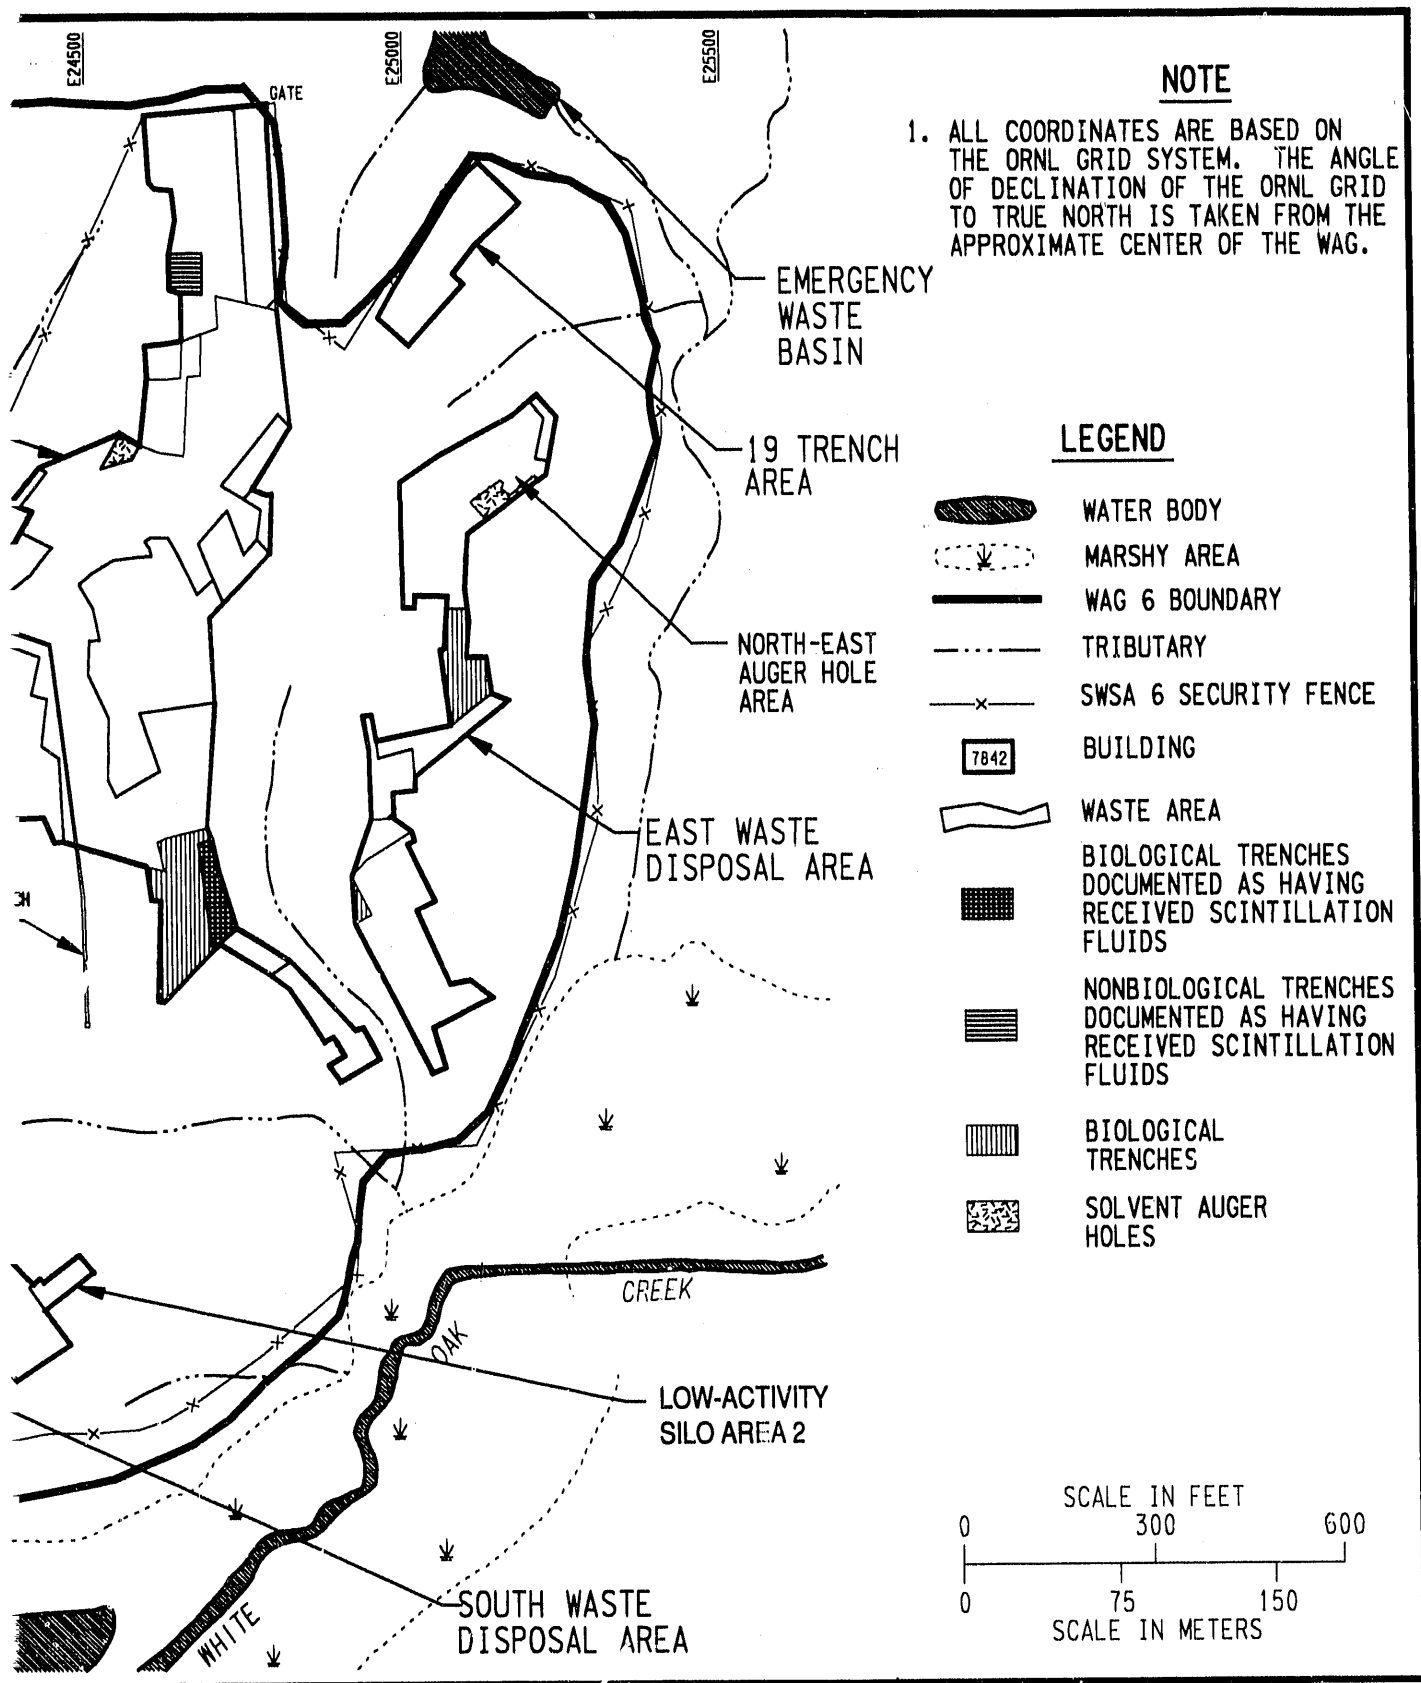 E24500
E25000
E25500
GATE
NOTE
1. ALL COORDINATES ARE BASED ON
THE ORNL GRID SYSTEM. THE ANGLE
OF DECLINATION OF THE ORNL GRID
TO TRUE NORTH IS TAKEN FROM THE
APPROXIMATE CENTER OF THE WAG.
EMERGENCY
WASTE
BASIN
19 TRENCH
AREA
NORTH-EAST
AUGER HOLE
AREA
EAST WASTE
DISPOSAL AREA
LEGEND
WATER BODY
MARSHY AREA
WAG 6 BOUNDARY
TRIBUTARY
SWSA 6 SECURITY FENCE
7842
BUILDING
WASTE AREA
BIOLOGICAL TRENCHES
DOCUMENTED AS HAVING
RECEIVED SCINTILLATION
FLUIDS
NONBIOLOGICAL TRENCHES
DOCUMENTED AS HAVING
RECEIVED SCINTILLATION
FLUIDS
BIOLOGICAL
TRENCHES
SOLVENT AUGER
HOLES
WHITE
OAK
CREEK
LOW-ACTIVITY
SILO AREA 2
SOUTH WASTE
DISPOSAL AREA
SCALE IN FEET
0 300 600
0 75 150
SCALE IN METERS